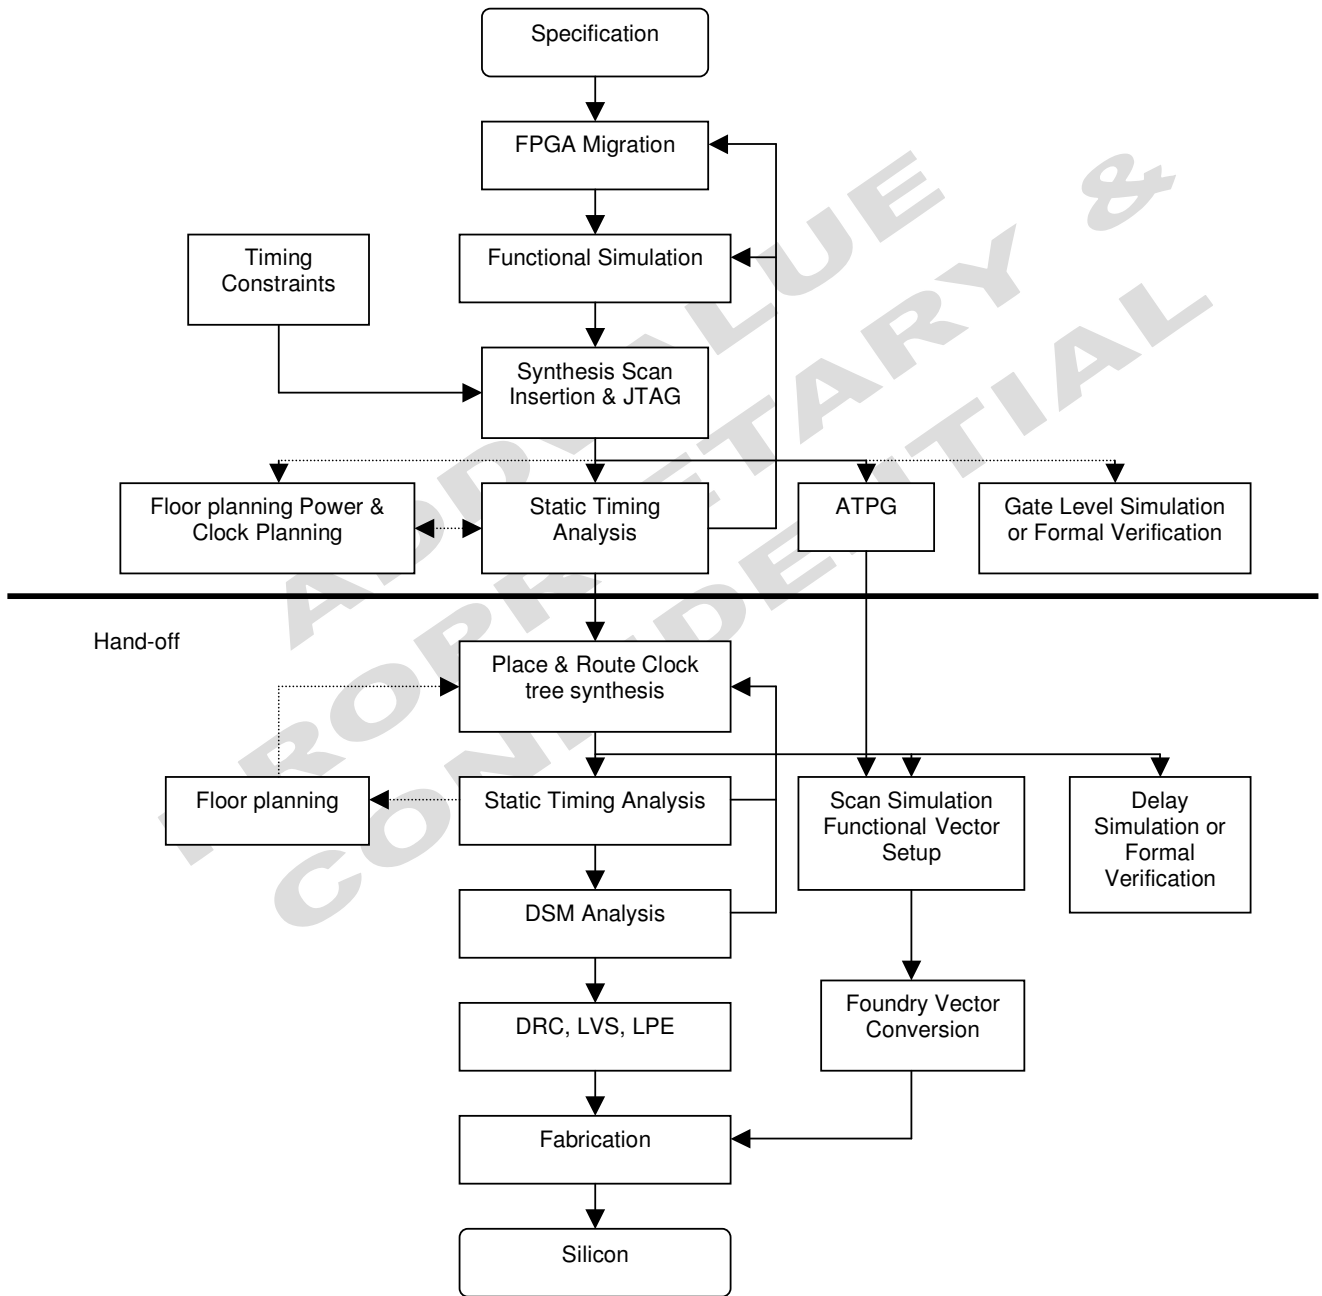 Specification
FPGA Migration
Timing
Constraints
Functional Simulation
Synthesis Scan
Insertion & JTAG
Floor planning Power &
Clock Planning
Static Timing
Analysis
ATPG
Gate Level Simulation
or Formal Verification
Hand-off
Place & Route Clock
tree synthesis
Floor planning
Static Timing Analysis
Scan Simulation
Functional Vector
Setup
Delay
Simulation or
Formal
Verification
DSM Analysis
Foundry Vector
Conversion
DRC, LVS, LPE
Fabrication
Silicon
ADDVALUE
PROPRIETARY &
CONFIDENTIAL